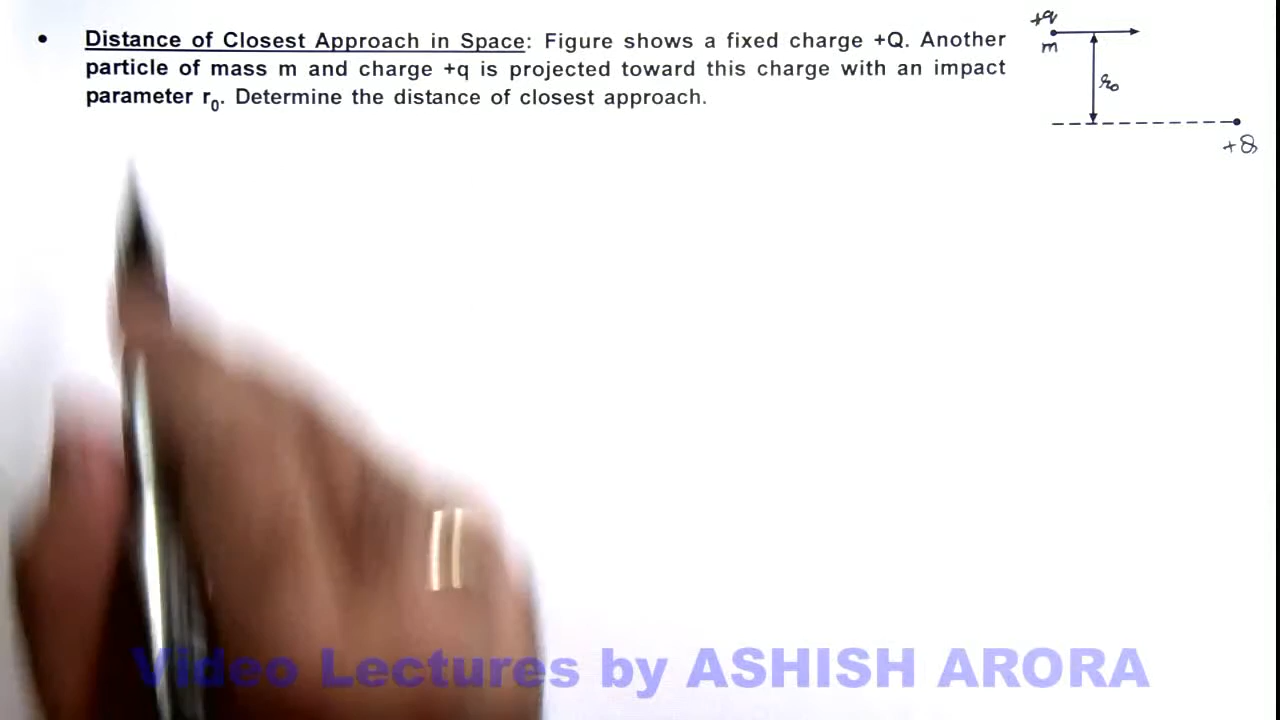 • Distance of Closest Approach in Space: Figure shows a fixed charge +Q. Another
particle of mass m and charge +q is projected toward this charge with an impact
parameter r₀. Determine the distance of closest approach.
+q
m
r₀
+Q
Video Lectures by ASHISH ARORA